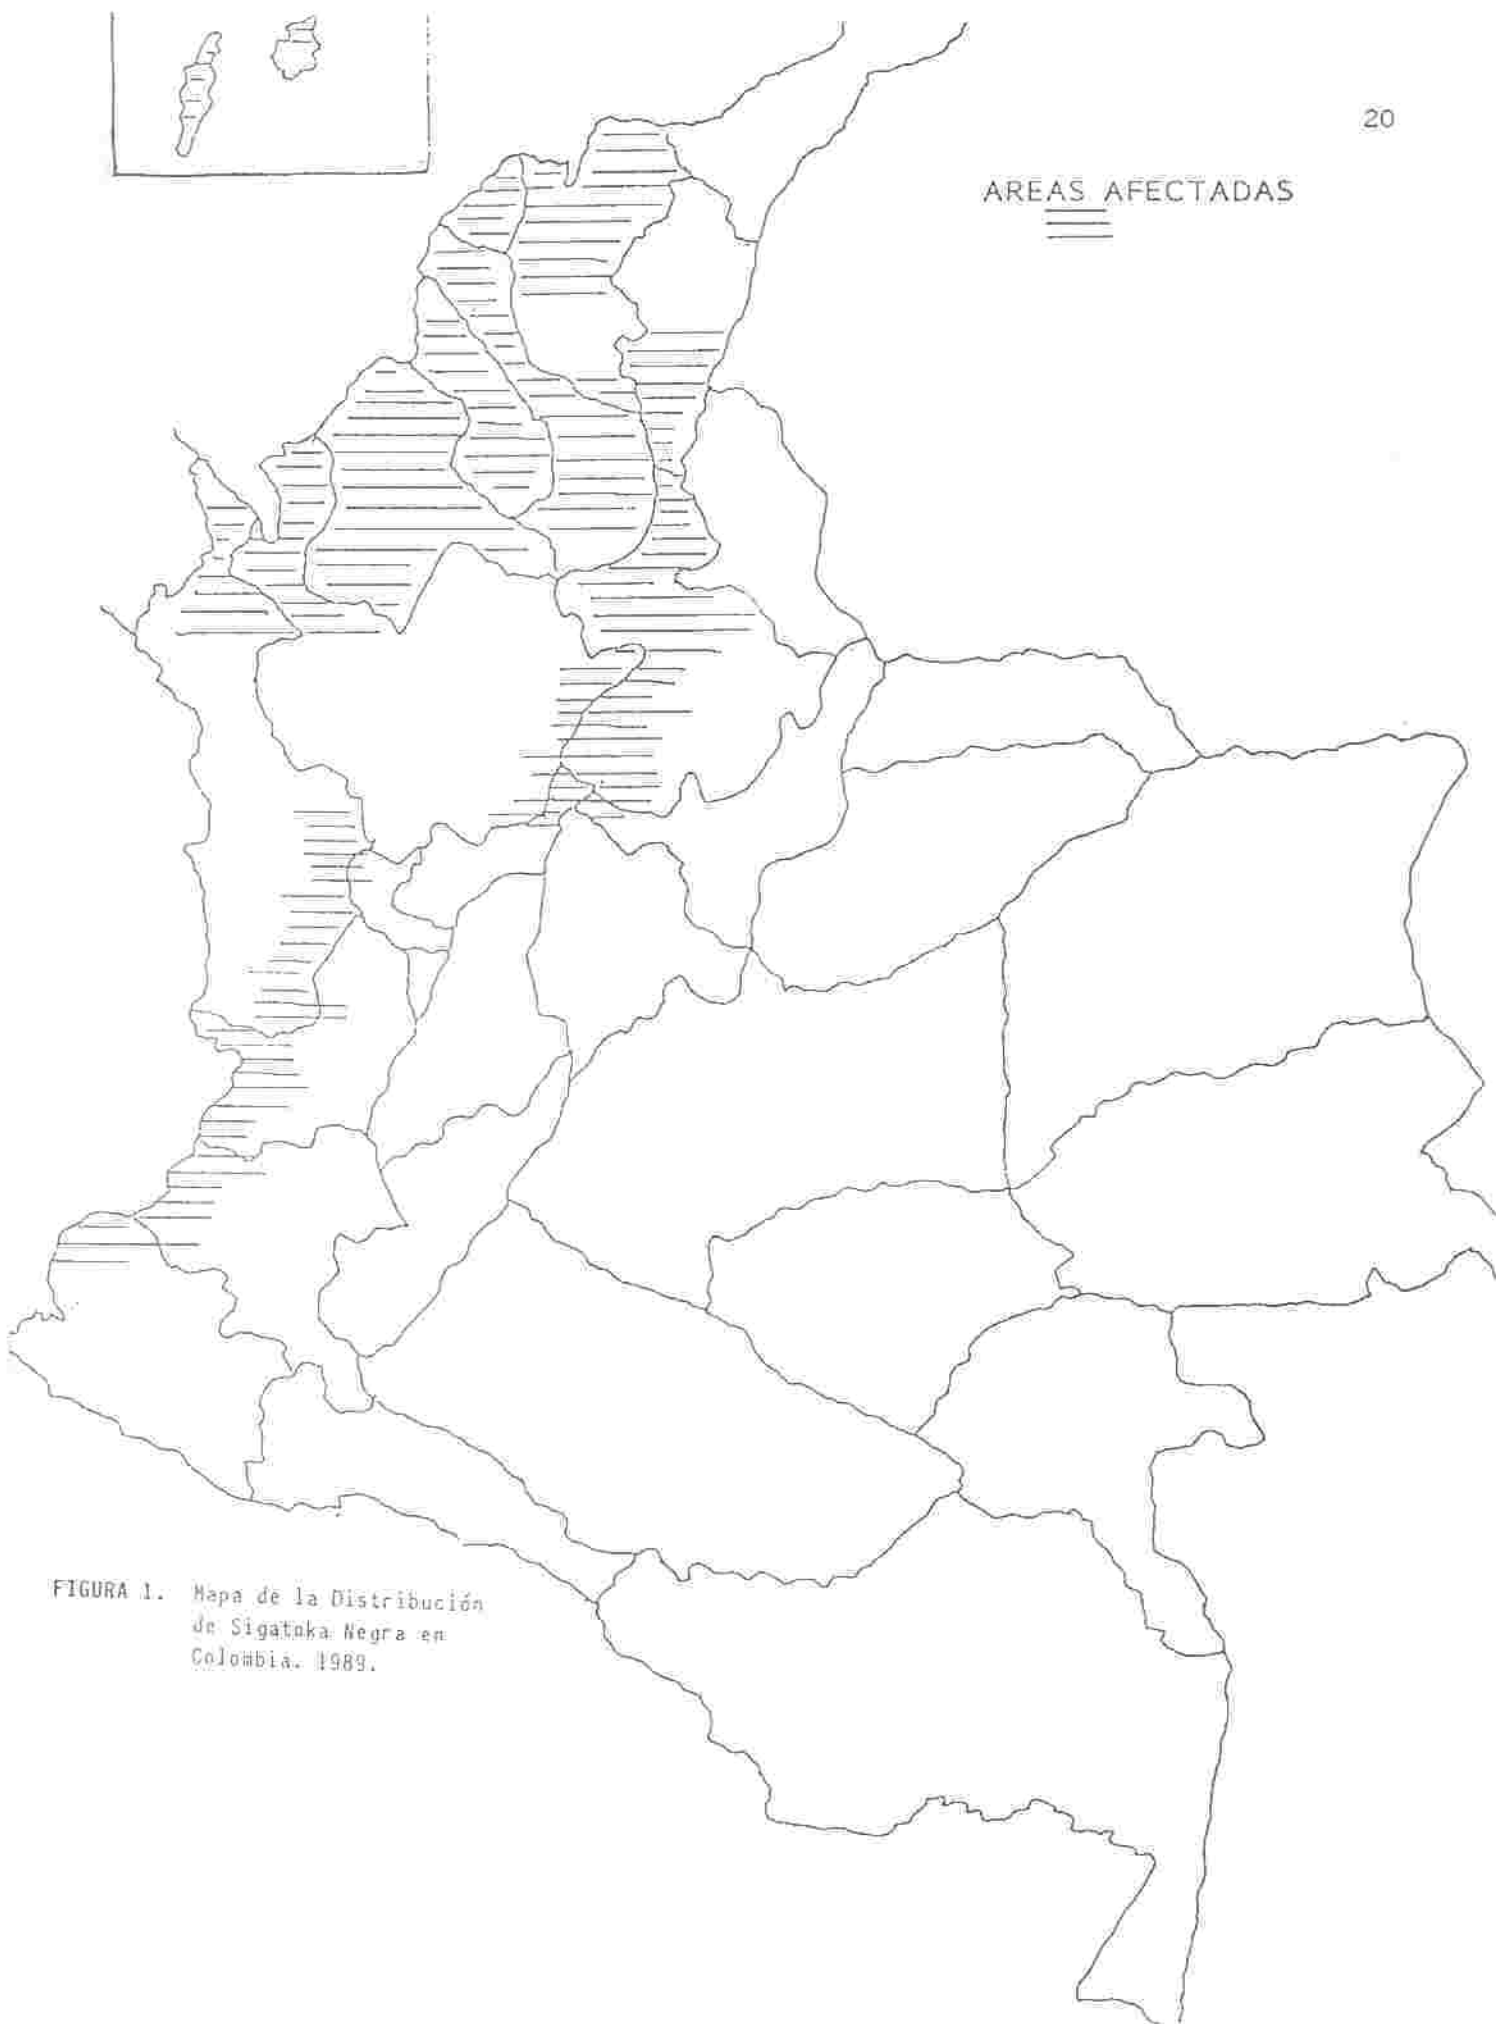 20
AREAS AFECTADAS
FIGURA 1. Mapa de la Distribución
de Sigatoka Negra en
Colombia. 1989.